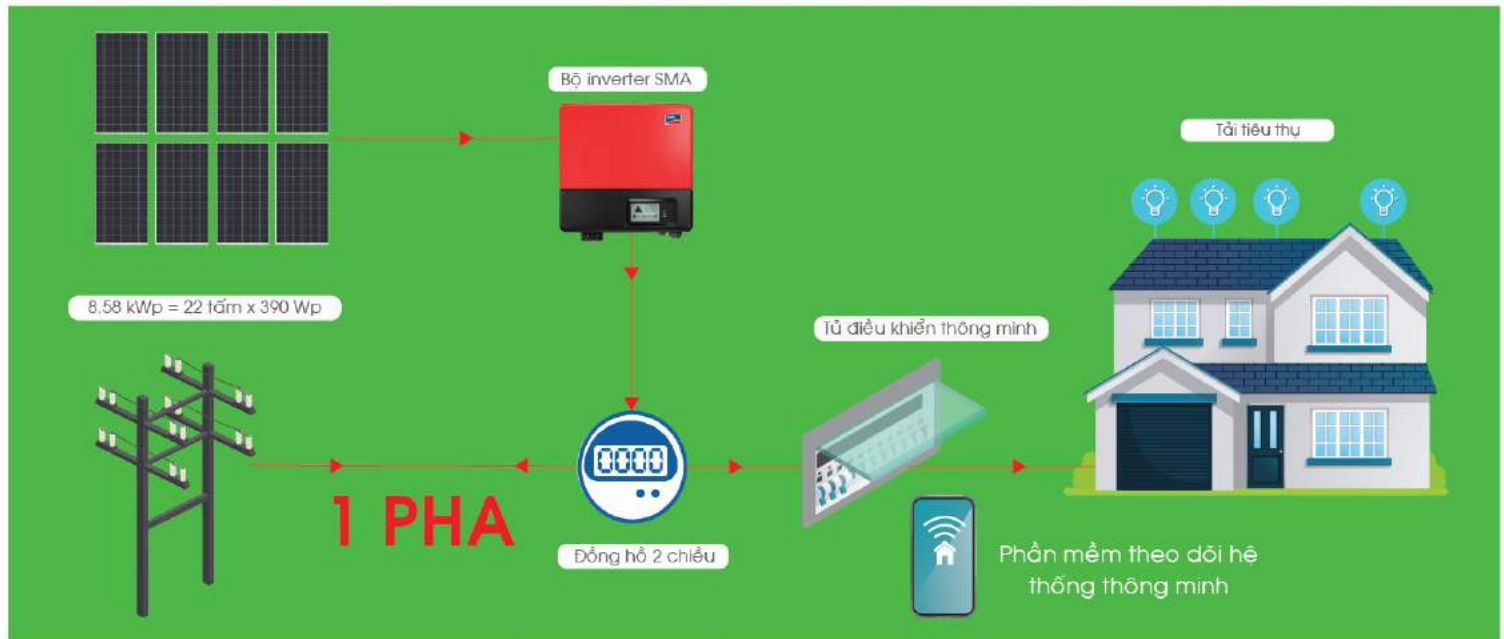 Bộ inverter SMA
Tải tiêu thụ
8.58 kWp = 22 tấm x 390 Wp
Tủ điều khiển thông minh
0000
1 PHA
Đồng hồ 2 chiều
Phần mềm theo dõi hệ
thống thông minh